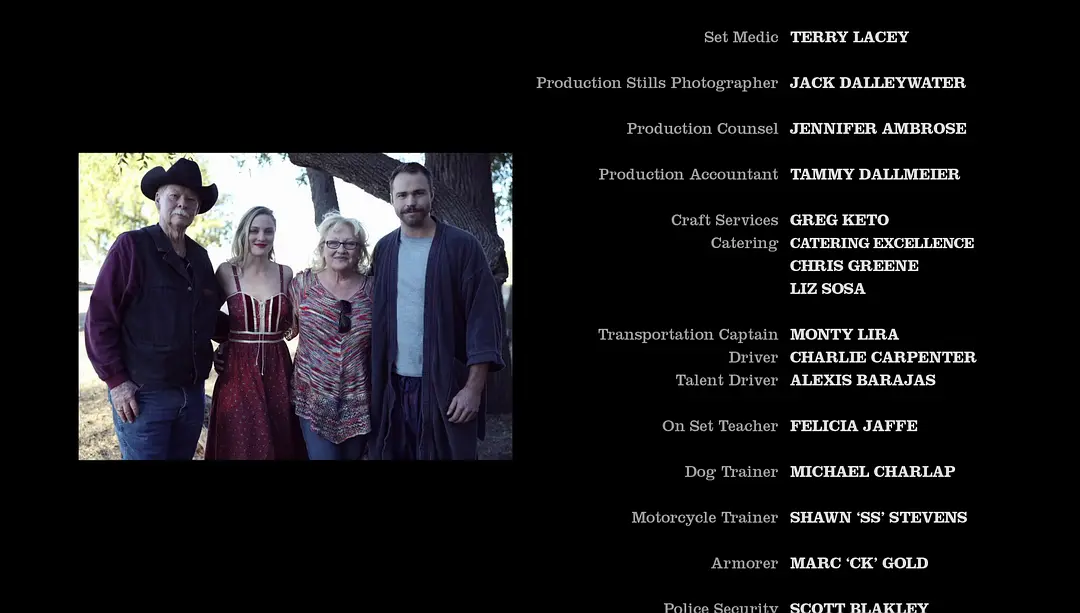 Set Medic TERRY LACEY
Production Stills Photographer JACK DALLEYWATER
Production Counsel JENNIFER AMBROSE
Production Accountant TAMMY DALLMEIER
Craft Services GREG KETO
Catering CATERING EXCELLENCE
CHRIS GREENE
LIZ SOSA
Transportation Captain MONTY LIRA
Driver CHARLIE CARPENTER
Talent Driver ALEXIS BARAJAS
On Set Teacher FELICIA JAFFE
Dog Trainer MICHAEL CHARLAP
Motorcycle Trainer SHAWN ‘SS’ STEVENS
Armorer MARC ‘CK’ GOLD
Police Security SCOTT BLAKLEY